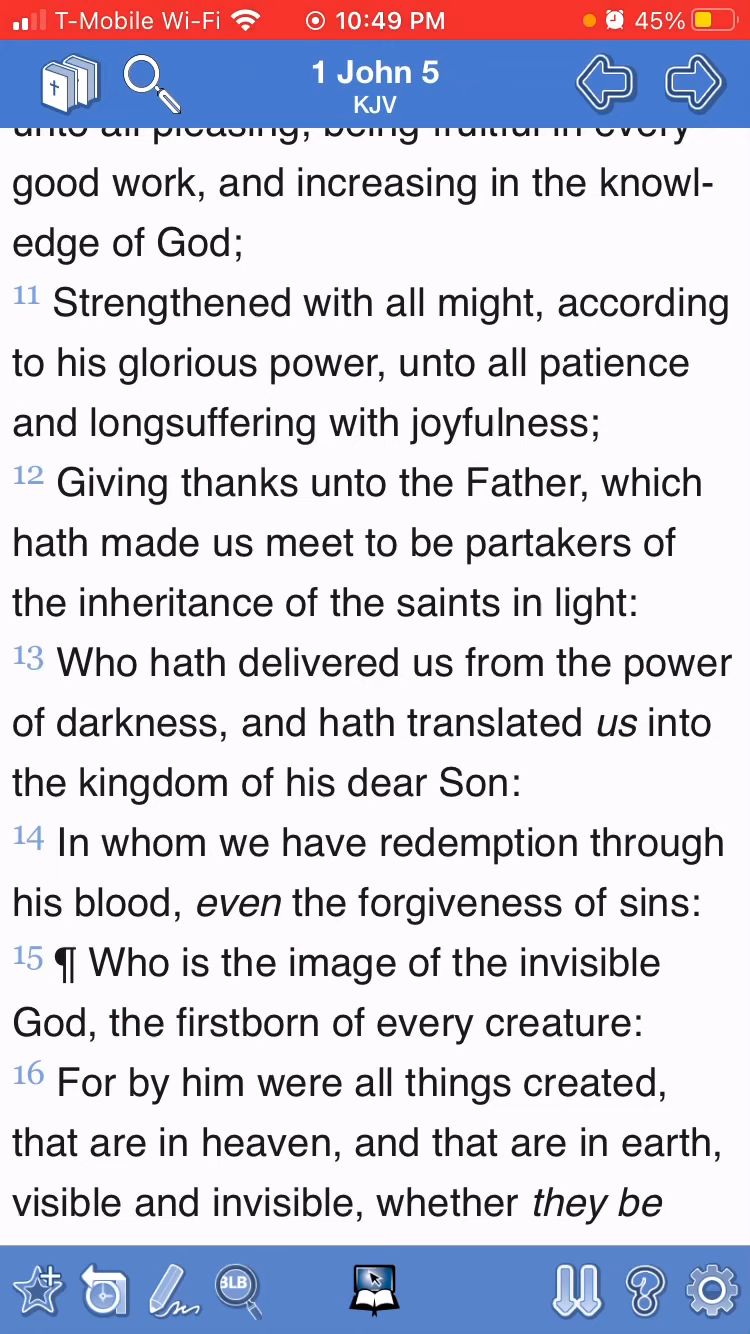 T-Mobile Wi-Fi 10:49 PM 45%
1 John 5
KJV
unto all pleasing, being fruitful in every
good work, and increasing in the knowl-
edge of God;
11 Strengthened with all might, according
to his glorious power, unto all patience
and longsuffering with joyfulness;
12 Giving thanks unto the Father, which
hath made us meet to be partakers of
the inheritance of the saints in light:
13 Who hath delivered us from the power
of darkness, and hath translated us into
the kingdom of his dear Son:
14 In whom we have redemption through
his blood, even the forgiveness of sins:
15 ¶ Who is the image of the invisible
God, the firstborn of every creature:
16 For by him were all things created,
that are in heaven, and that are in earth,
visible and invisible, whether they be
BLB